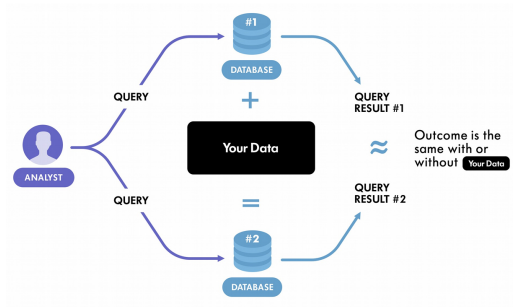 #1
DATABASE
QUERY
+
QUERY
RESULT #1
Your Data
≈
Outcome is the
same with or
without Your Data
ANALYST
QUERY
RESULT #2
QUERY
=
#2
DATABASE